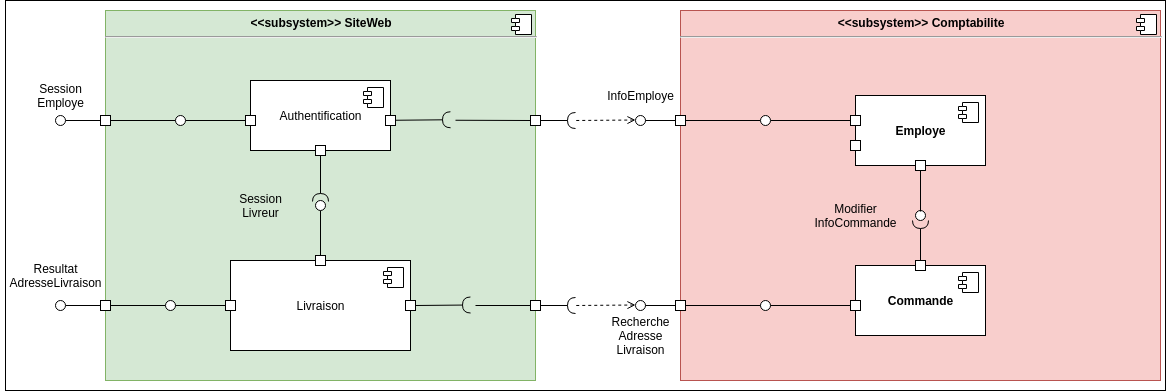 <<subsystem>> SiteWeb
<<subsystem>> Comptabilite
Session
Employe
Authentification
InfoEmploye
Employe
Session
Livreur
Modifier
InfoCommande
Resultat
AdresseLivraison
Livraison
Recherche
Adresse
Livraison
Commande